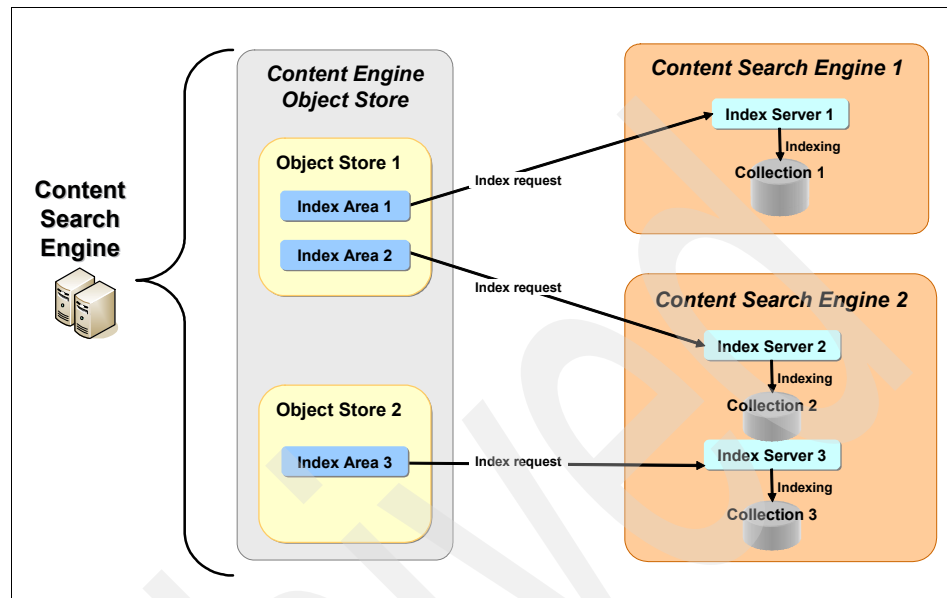 Content
Search
Engine
Content Engine
Object Store
Object Store 1
Index Area 1
Index Area 2
Object Store 2
Index Area 3
Index request
Index request
Index request
Content Search Engine 1
Index Server 1
Indexing
Collection 1
Content Search Engine 2
Index Server 2
Indexing
Collection 2
Index Server 3
Indexing
Collection 3